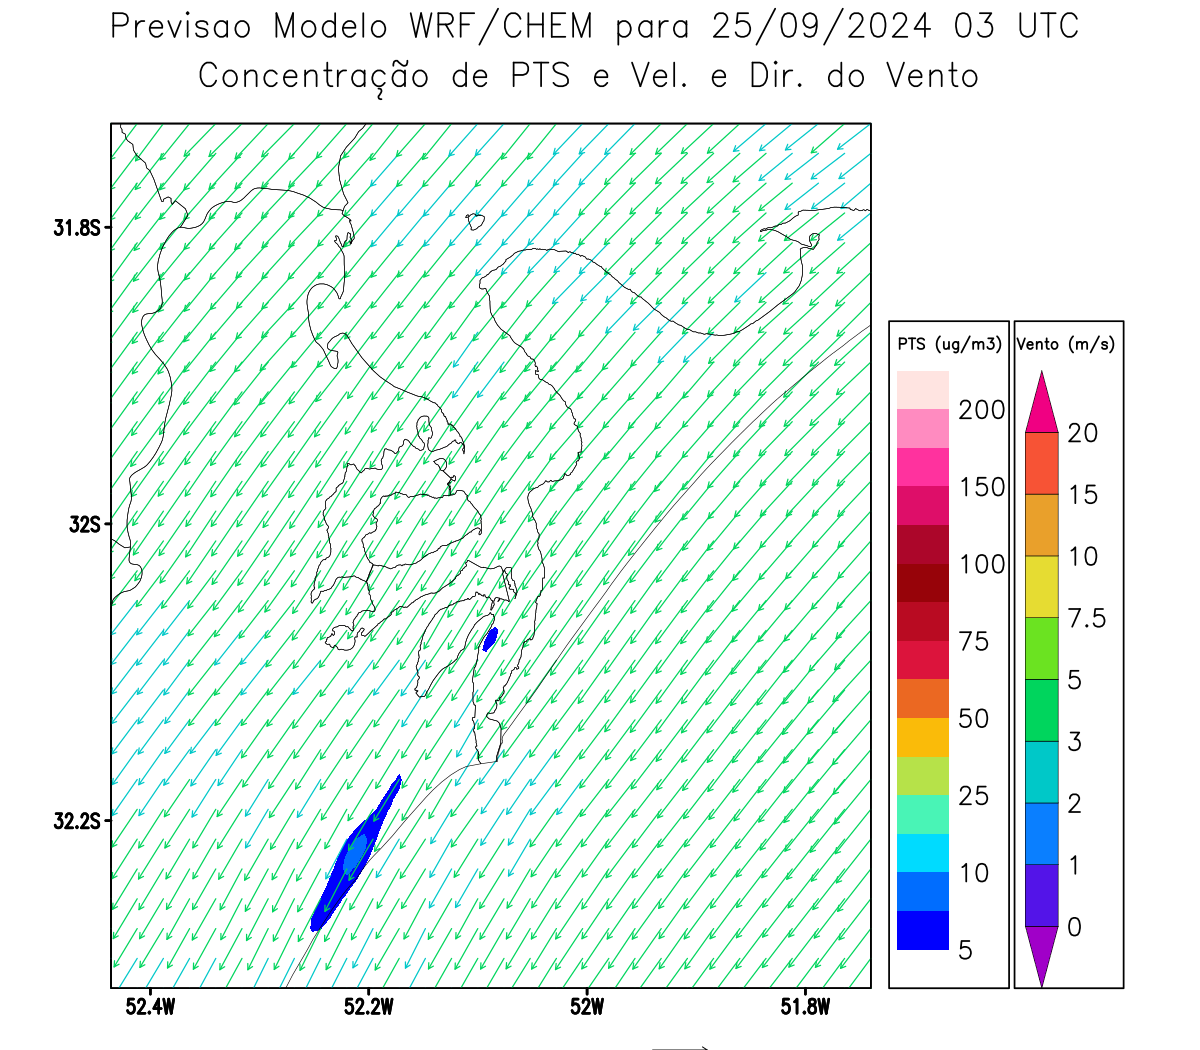 Previsao Modelo WRF/CHEM para 25/09/2024 03 UTC
Concentração de PTS e Vel. e Dir. do Vento
31.8S
32S
32.2S
52.4W 52.2W 52W 51.8W
PTS (ug/m3)
200
150
100
75
50
25
10
5
Vento (m/s)
20
15
10
7.5
5
3
2
1
0